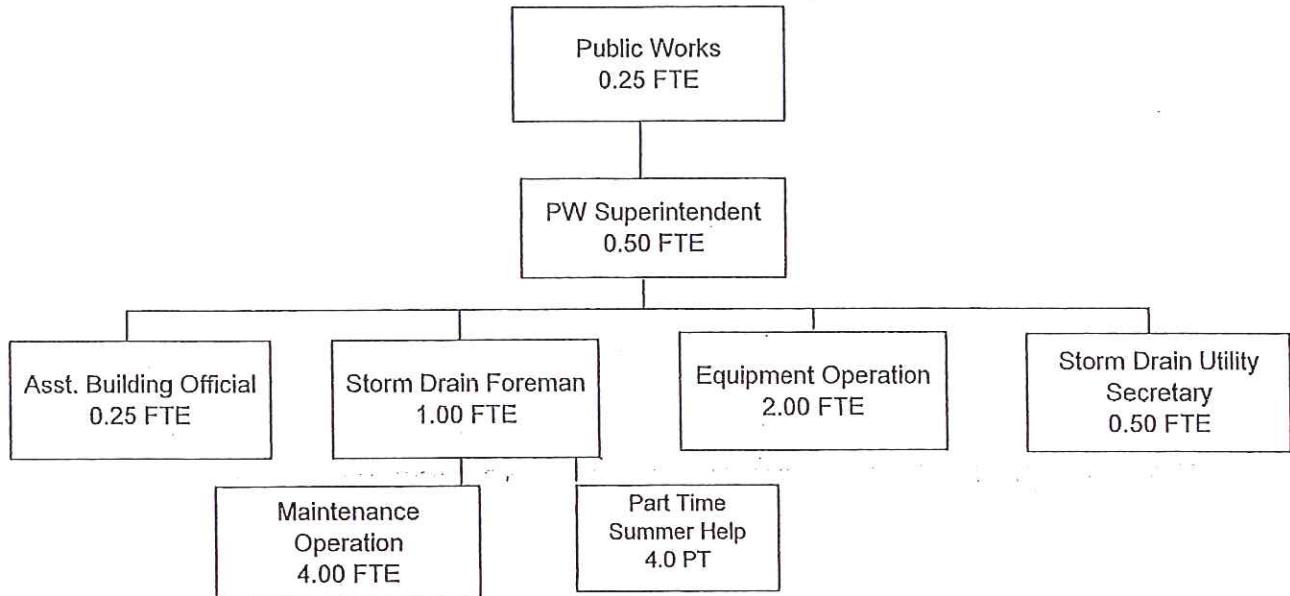 Public Works
0.25 FTE
PW Superintendent
0.50 FTE
Asst. Building Official
0.25 FTE
Storm Drain Foreman
1.00 FTE
Equipment Operation
2.00 FTE
Storm Drain Utility
Secretary
0.50 FTE
Maintenance
Operation
4.00 FTE
Part Time
Summer Help
4.0 PT